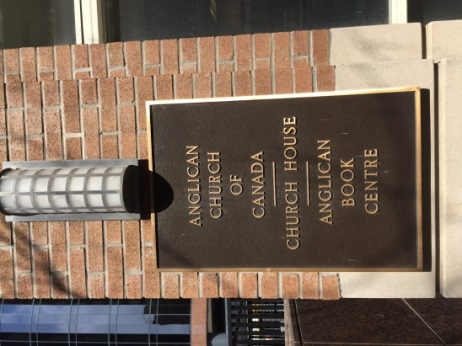 ANGLICAN
CHURCH
OF
CANADA
CHURCH HOUSE
ANGLICAN
BOOK
CENTRE